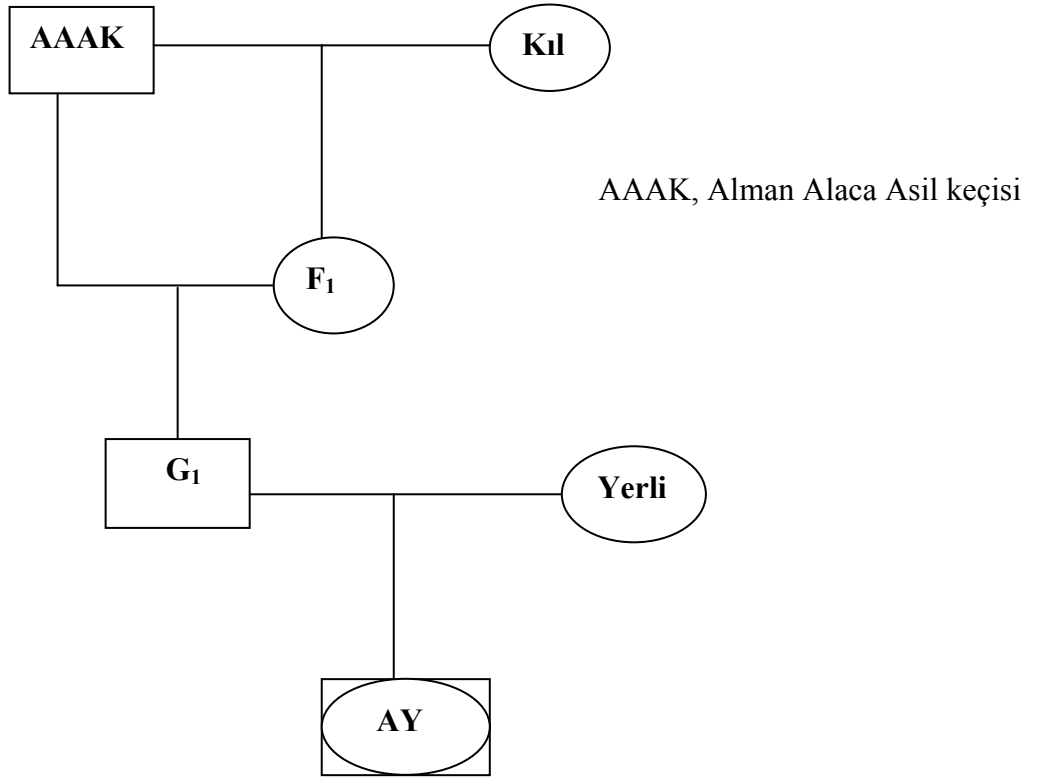 AAAK
Kıl
AAAK, Alman Alaca Asil keçisi
F₁
G₁
Yerli
AY